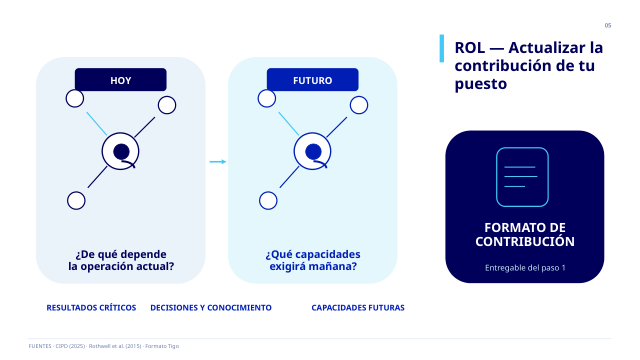 05
ROL — Actualizar la
contribución de tu
puesto
HOY
FUTURO
¿De qué depende
la operación actual?
¿Qué capacidades
exigirá mañana?
FORMATO DE
CONTRIBUCIÓN
Entregable del paso 1
RESULTADOS CRÍTICOS
DECISIONES Y CONOCIMIENTO
CAPACIDADES FUTURAS
FUENTES · CIPD (2025) · Rothwell et al. (2015) · Formato Tigo